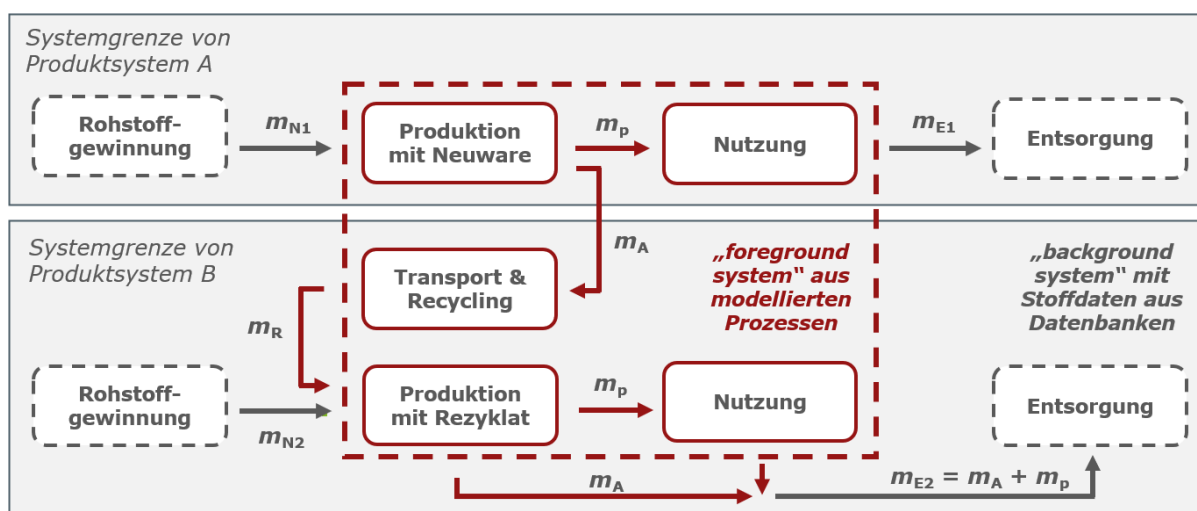 Systemgrenze von
Produktsystem A
Rohstoff-
gewinnung
mN1
Produktion
mit Neuware
mp
Nutzung
mE1
Entsorgung
Systemgrenze von
Produktsystem B
mA
Transport &
Recycling
„foreground
system“ aus
modellierten
Prozessen
„background
system“ mit
Stoffdaten aus
Datenbanken
mR
Rohstoff-
gewinnung
mN2
Produktion
mit Rezyklat
mp
Nutzung
Entsorgung
mA
mE2 = mA + mp